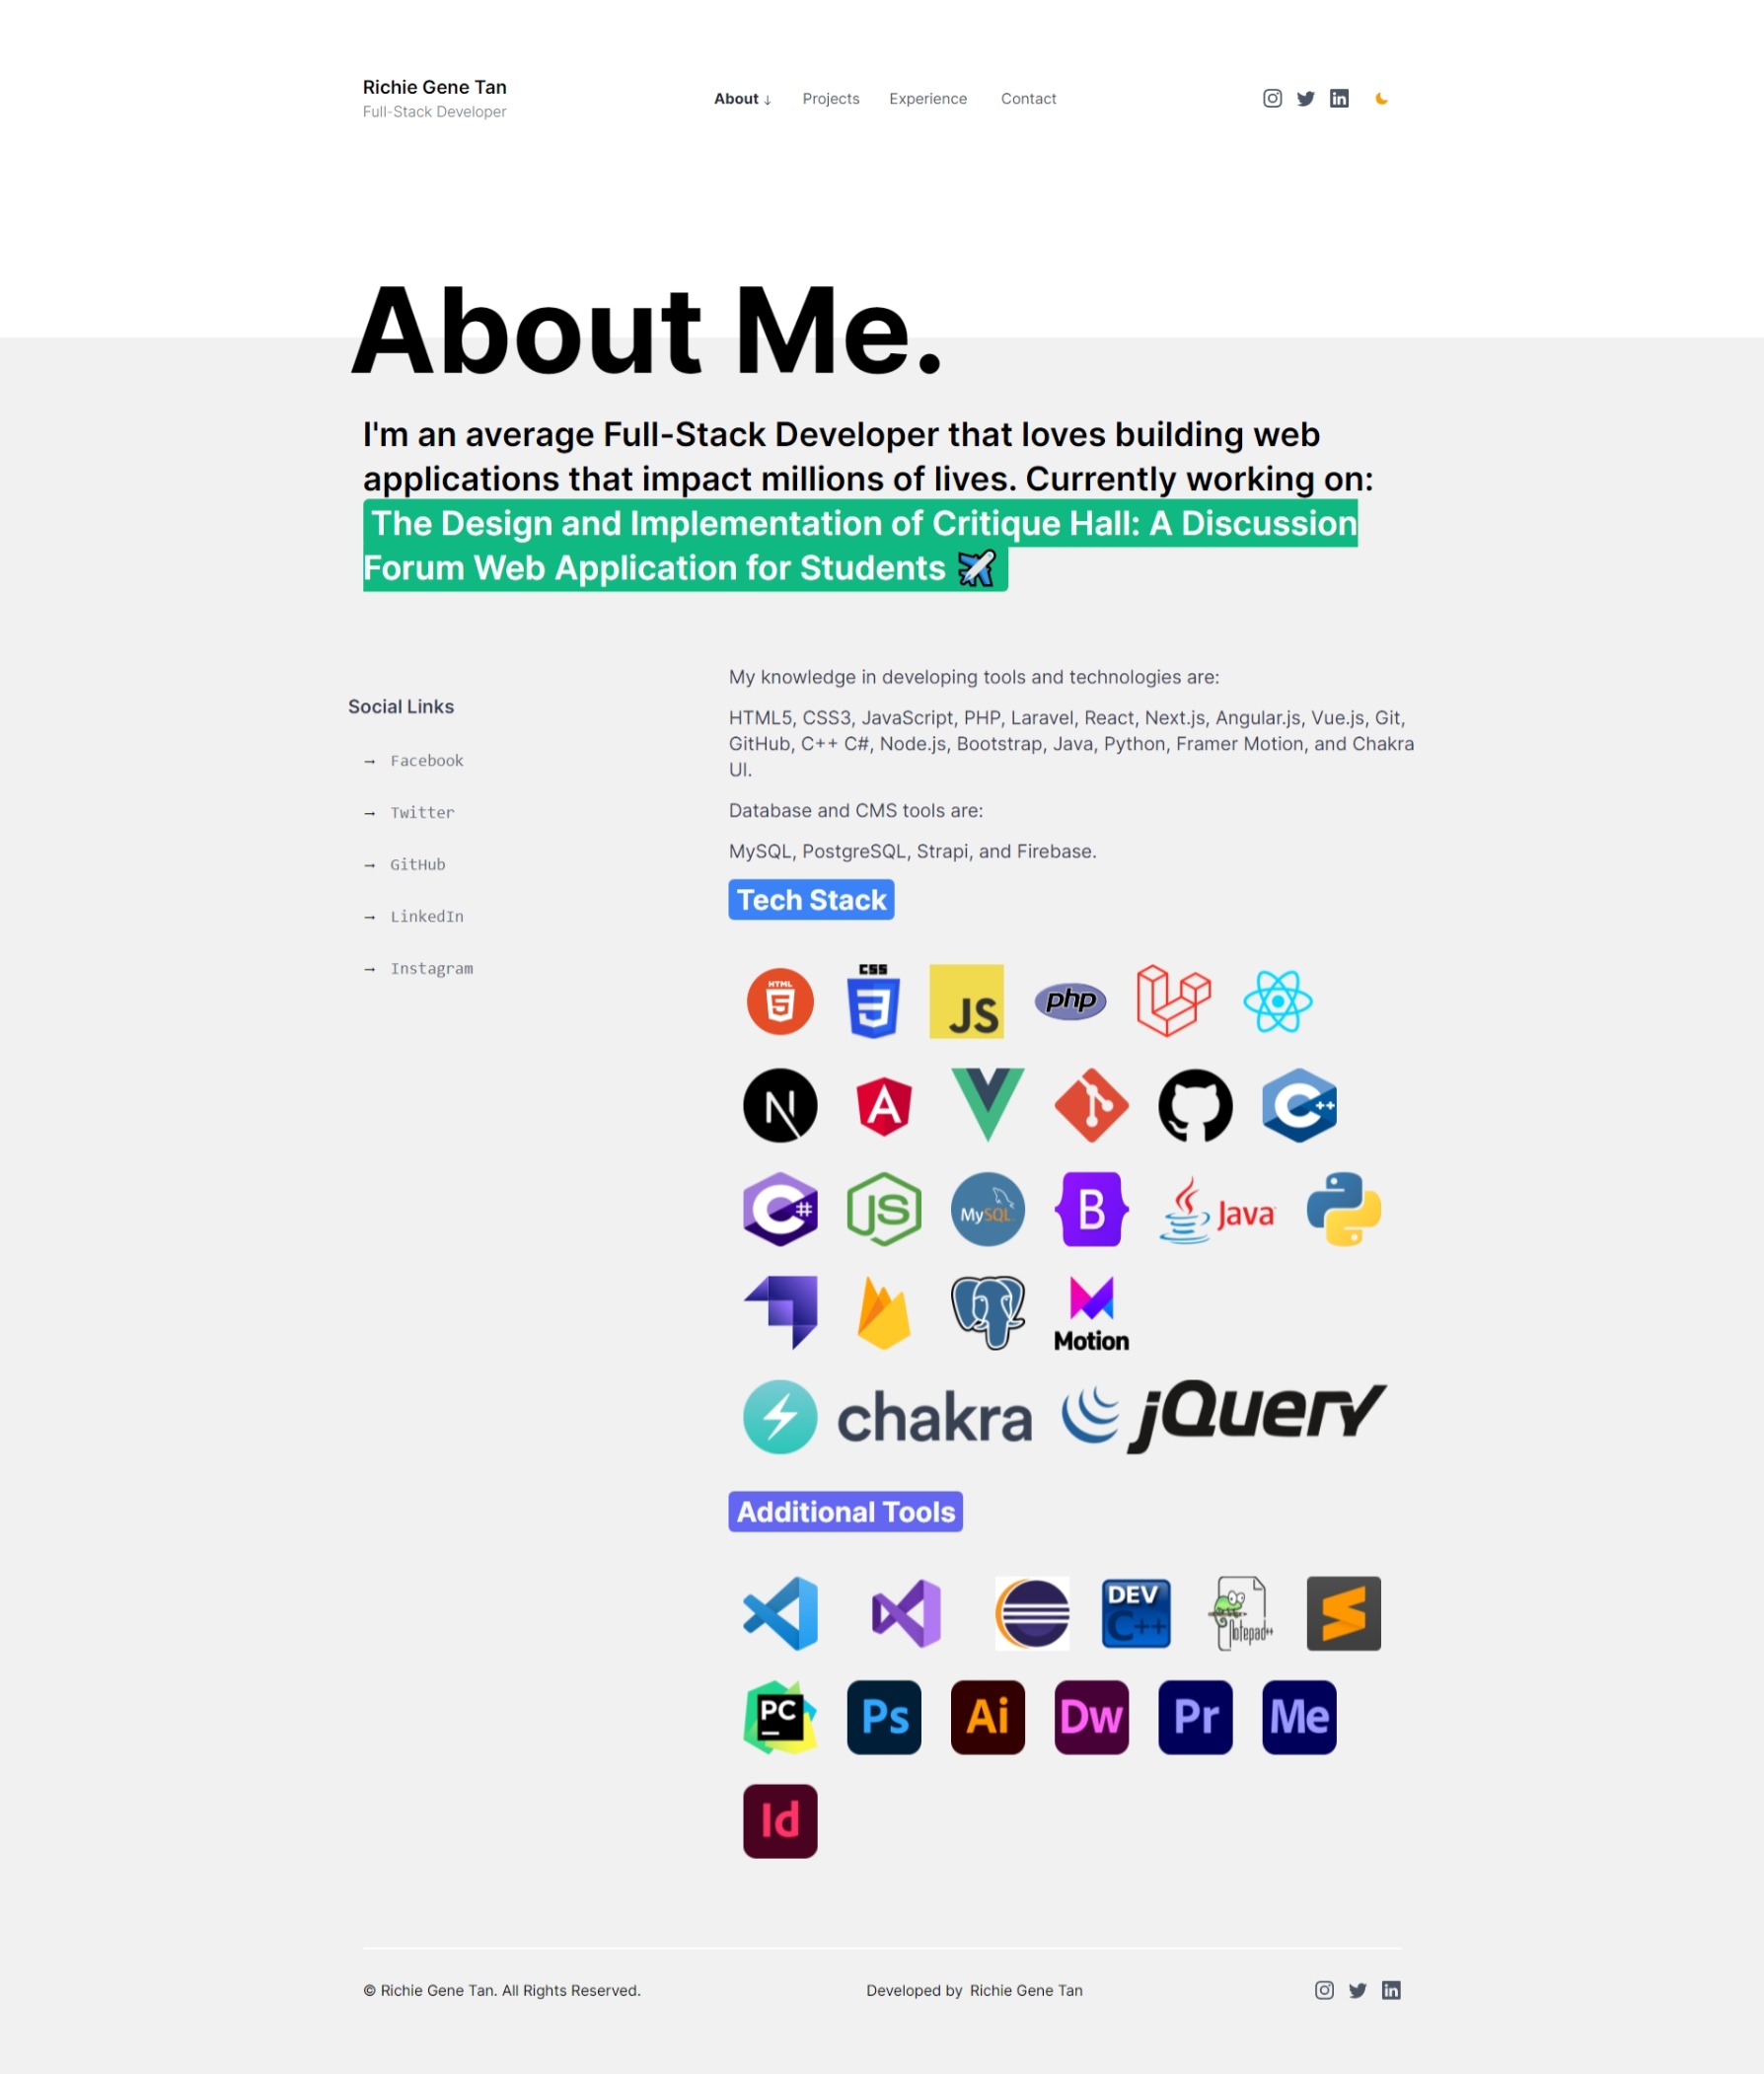 Richie Gene Tan
Full-Stack Developer
About ↓ Projects Experience Contact
About Me.
I'm an average Full-Stack Developer that loves building web
applications that impact millions of lives. Currently working on:
The Design and Implementation of Critique Hall: A Discussion
Forum Web Application for Students ✈️
Social Links
→ Facebook
→ Twitter
→ GitHub
→ LinkedIn
→ Instagram
My knowledge in developing tools and technologies are:
HTML5, CSS3, JavaScript, PHP, Laravel, React, Next.js, Angular.js, Vue.js, Git,
GitHub, C++ C#, Node.js, Bootstrap, Java, Python, Framer Motion, and Chakra
UI.
Database and CMS tools are:
MySQL, PostgreSQL, Strapi, and Firebase.
Tech Stack
HTML 5 CSS 3 JS php
N A C++
C# JS MySQL B Java
Motion
chakra jQuery
Additional Tools
DEV C++ Notepad++
PC Ps Ai Dw Pr Me
Id
© Richie Gene Tan. All Rights Reserved. Developed by Richie Gene Tan